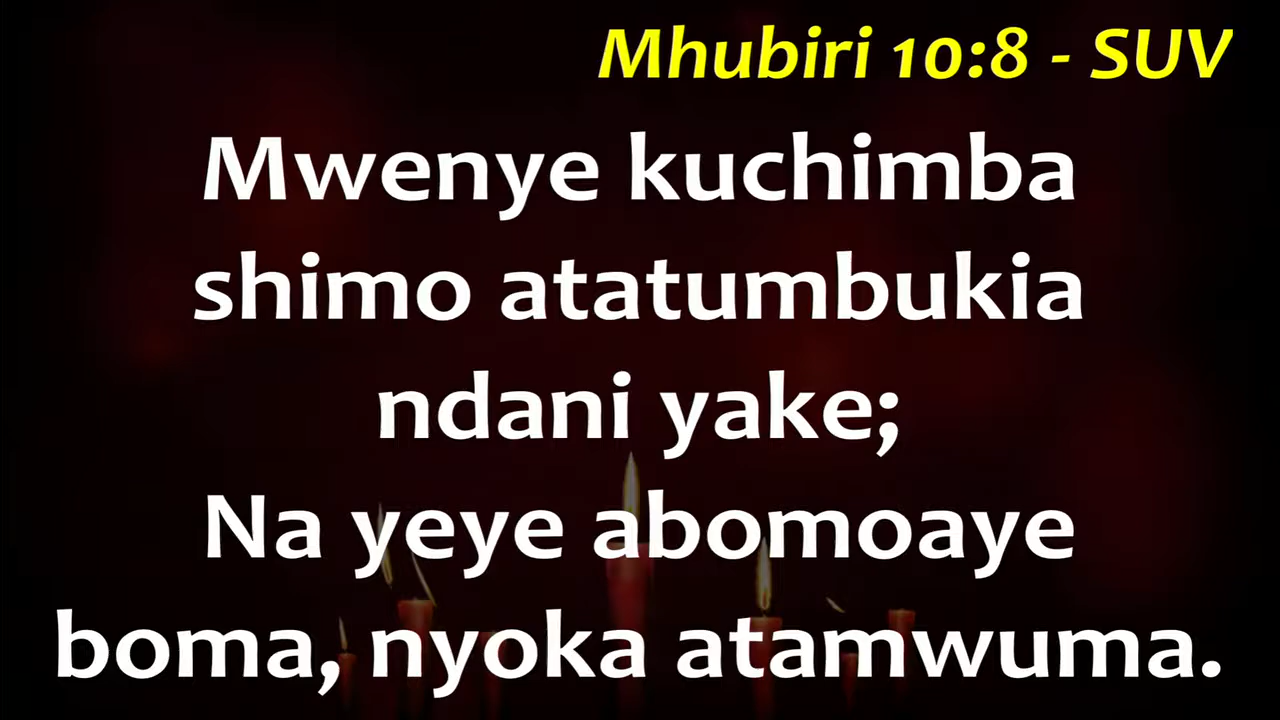 Mhubiri 10:8 - SUV
Mwenye kuchimba
shimo atatumbukia
ndani yake;
Na yeye abomoaye
boma, nyoka atamwuma.